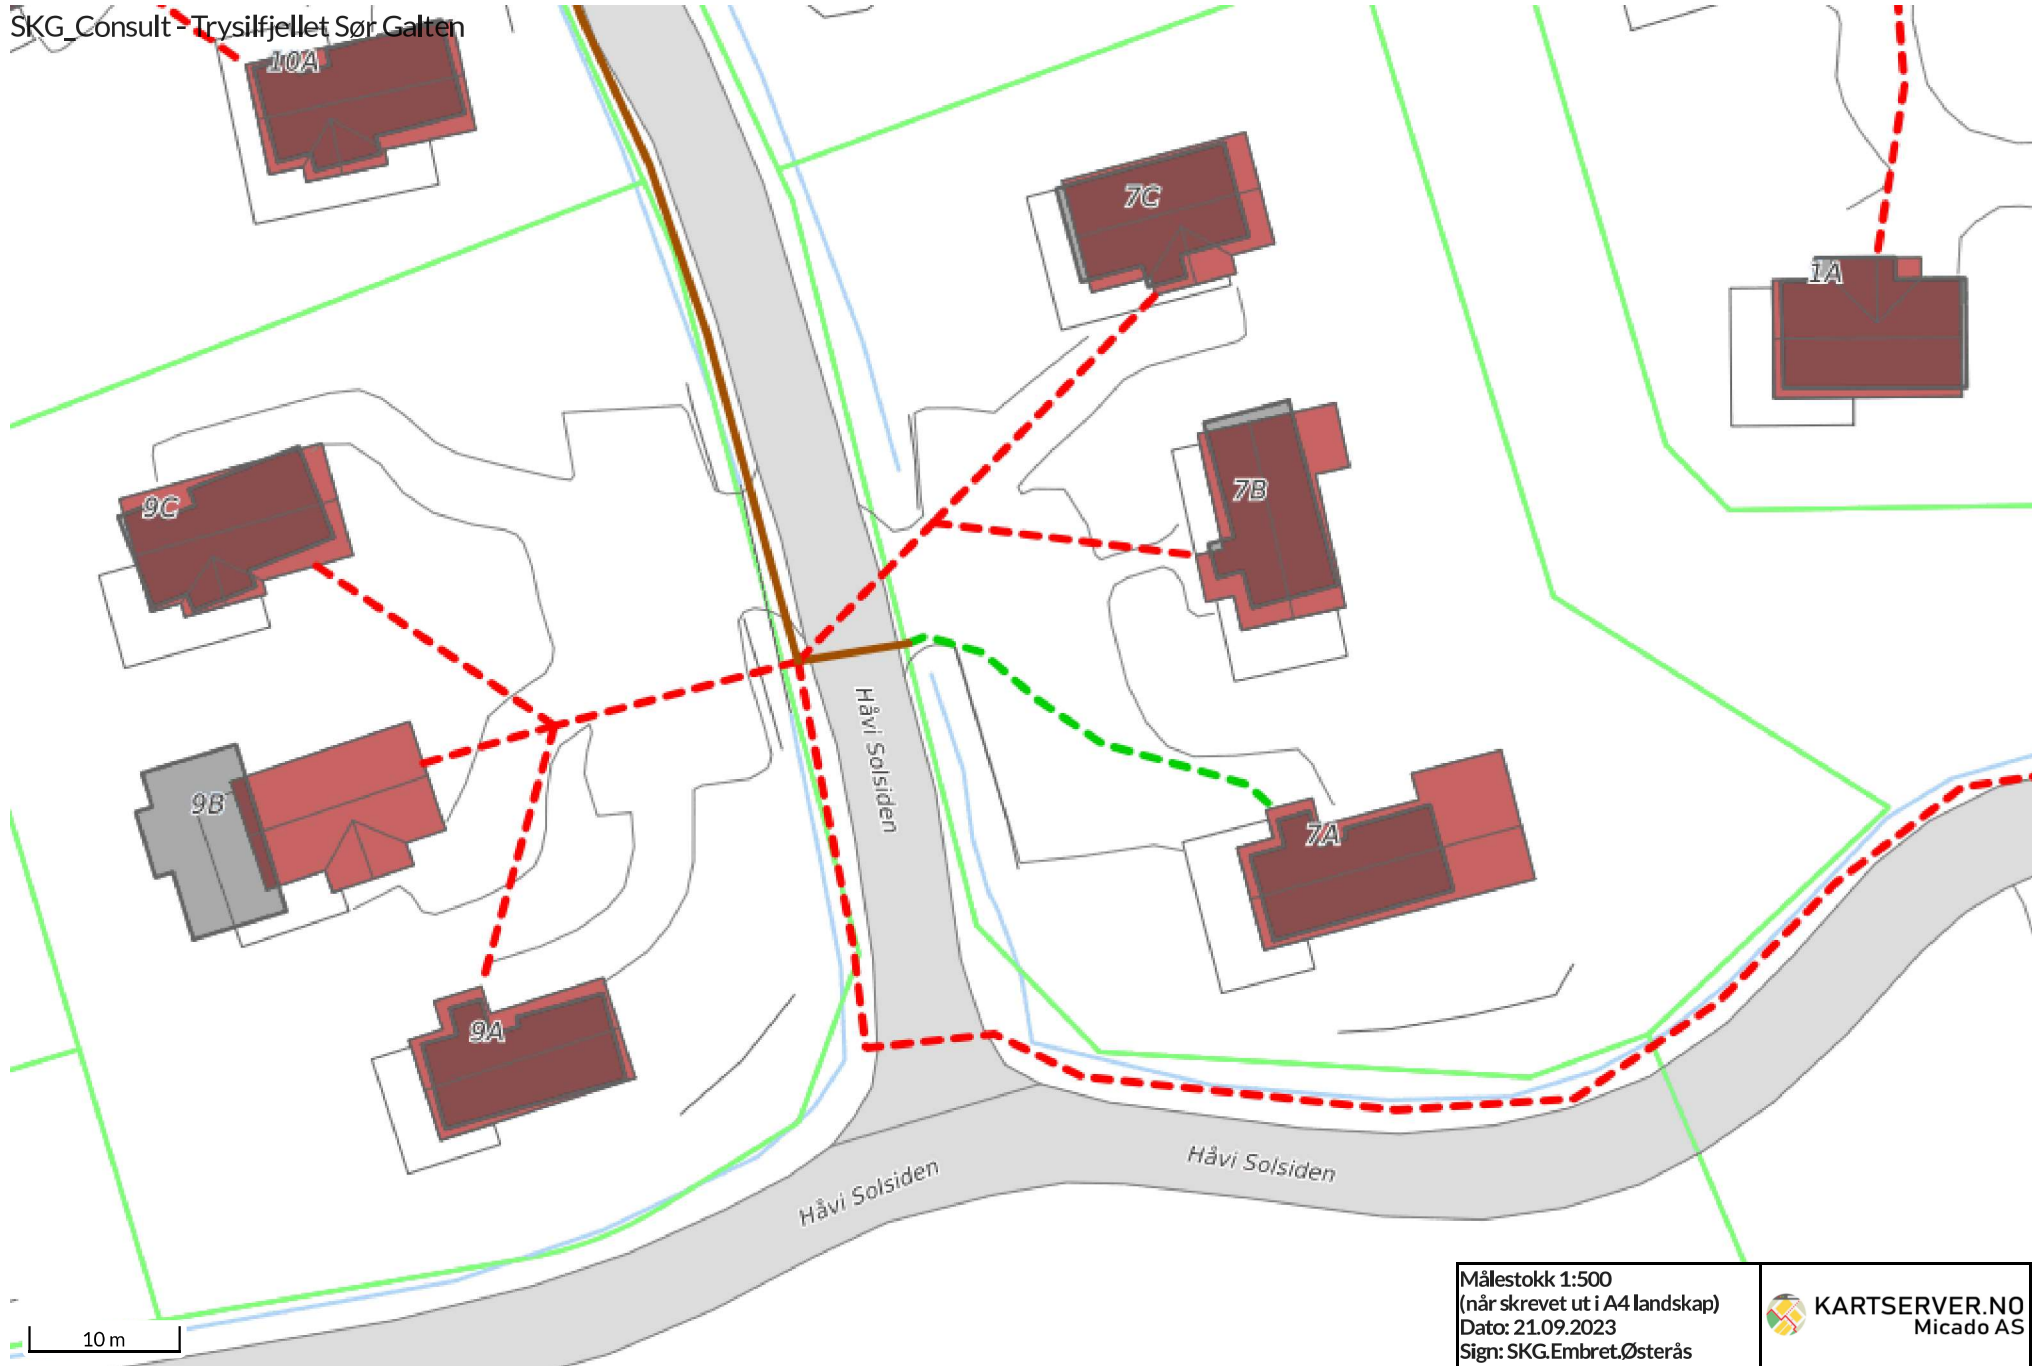 SKG_Consult - Trysilfjellet Sør Galten
10A
7C
1A
9C
7B
Håvi Solsiden
9B
7A
9A
Håvi Solsiden
Håvi Solsiden
10 m
Målestokk 1:500
(når skrevet ut i A4 landskap)
Dato: 21.09.2023
Sign: SKG.Embret.Østerås
KARTSERVER.NO
Micado AS